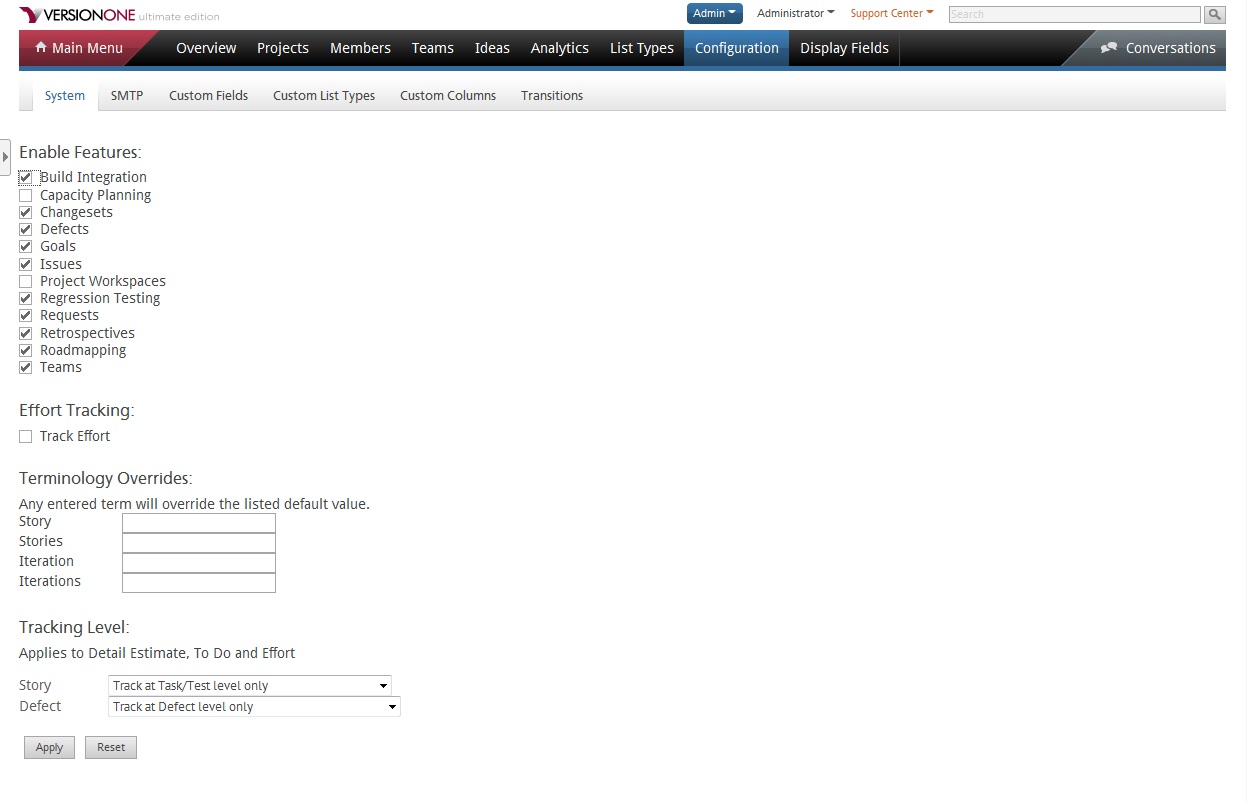 VERSIONONE ultimate edition Admin Administrator Support Center Search
Main Menu Overview Projects Members Teams Ideas Analytics List Types Configuration Display Fields Conversations
System SMTP Custom Fields Custom List Types Custom Columns Transitions
Enable Features:
Build Integration
Capacity Planning
Changesets
Defects
Goals
Issues
Project Workspaces
Regression Testing
Requests
Retrospectives
Roadmapping
Teams
Effort Tracking:
Track Effort
Terminology Overrides:
Any entered term will override the listed default value.
Story
Stories
Iteration
Iterations
Tracking Level:
Applies to Detail Estimate, To Do and Effort
Story Track at Task/Test level only
Defect Track at Defect level only
Apply Reset